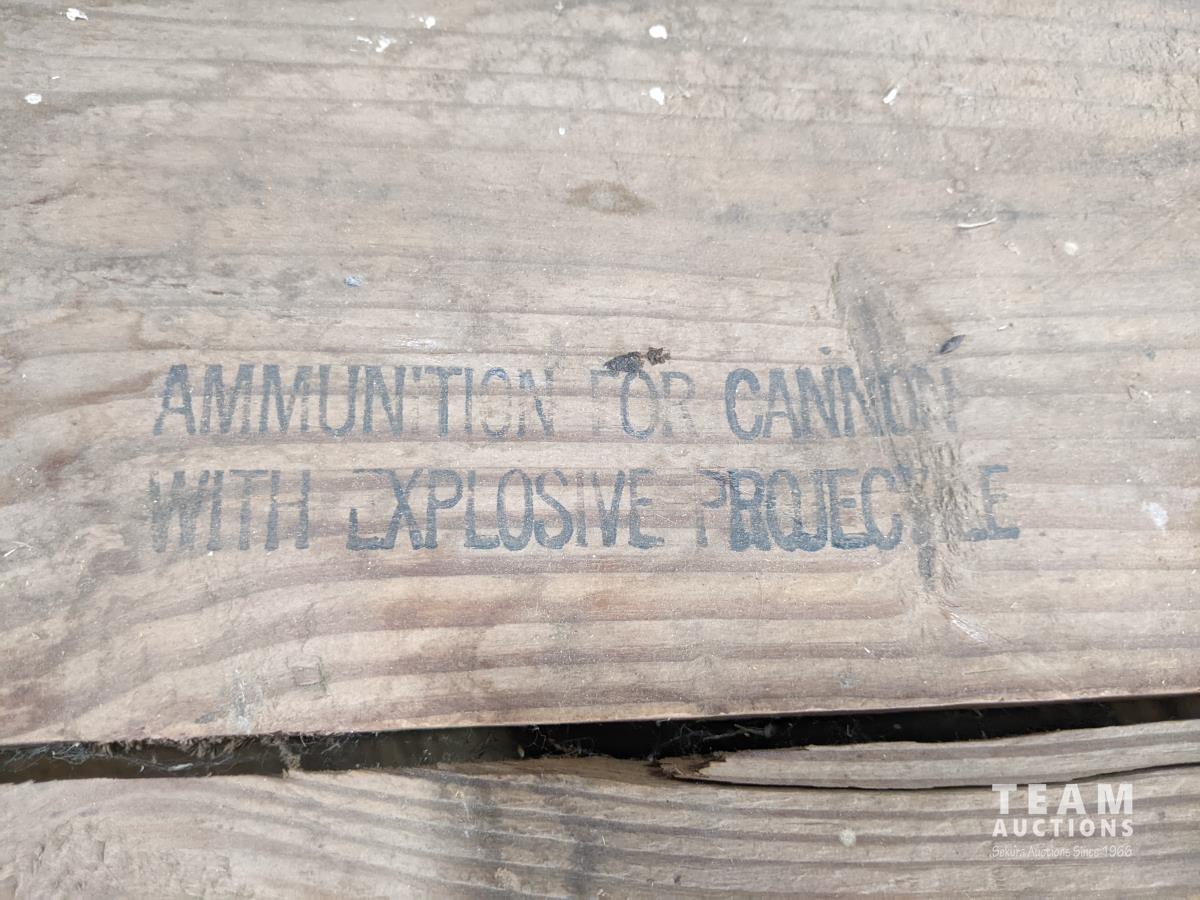 AMMUNITION FOR CANNON
WITH EXPLOSIVE PROJECTILE
TEAM
AUCTIONS
Sekura Auctions Since 1966